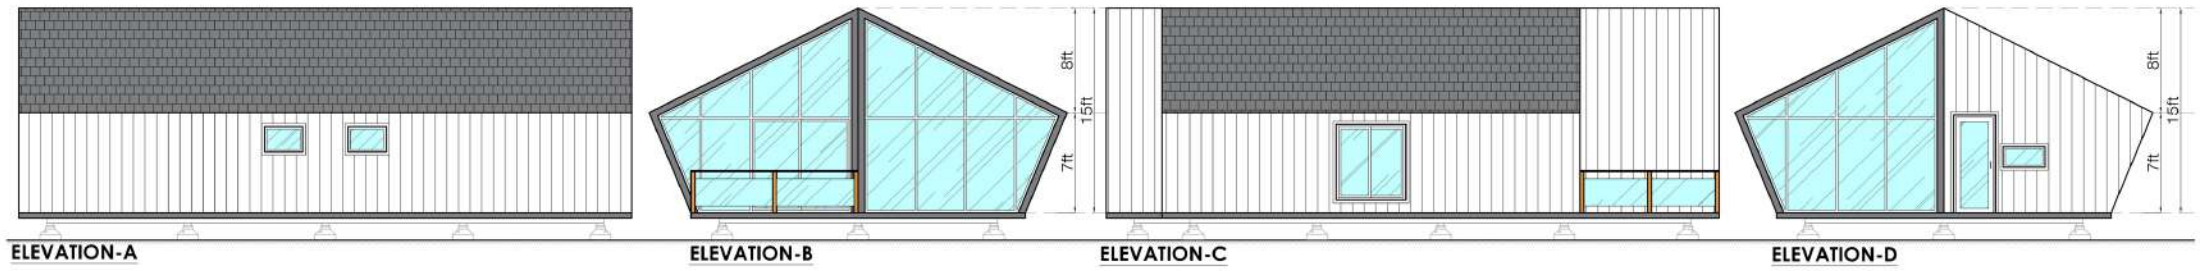 8ft
15ft
7ft
8ft
15ft
7ft
ELEVATION-A
ELEVATION-B
ELEVATION-C
ELEVATION-D